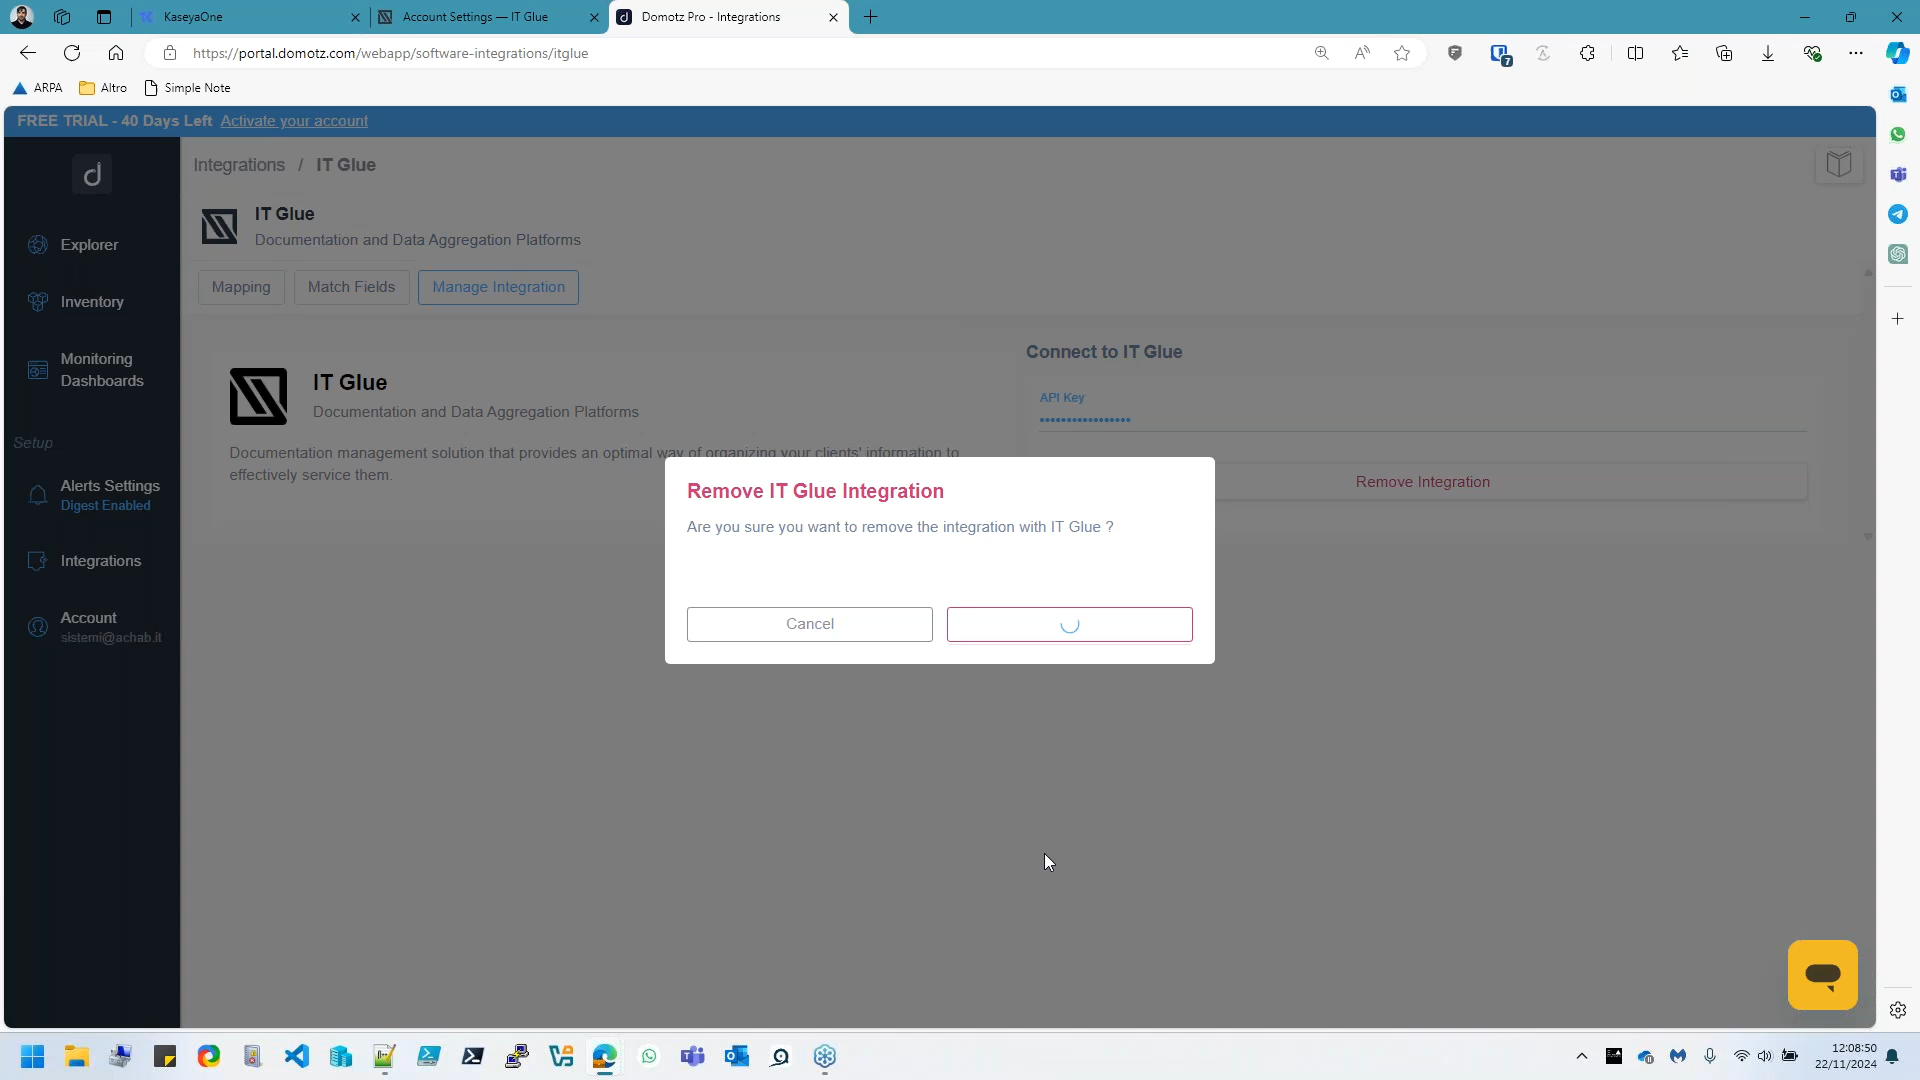 KaseyaOne
Account Settings — IT Glue
Domotz Pro - Integrations
https://portal.domotz.com/webapp/software-integrations/itglue
7
ARPA
Altro
Simple Note
FREE TRIAL - 40 Days Left Activate your account
Integrations / IT Glue
IT Glue
Documentation and Data Aggregation Platforms
Explorer
Mapping
Match Fields
Manage Integration
Inventory
Monitoring
Dashboards
Connect to IT Glue
IT Glue
Documentation and Data Aggregation Platforms
API Key
Setup
Documentation management solution that provides an optimal way of organizing your clients' information to
effectively service them.
Remove Integration
Alerts Settings
Digest Enabled
Remove IT Glue Integration
Are you sure you want to remove the integration with IT Glue ?
Integrations
Account
sistemi@achab.it
Cancel
12:08:50
22/11/2024